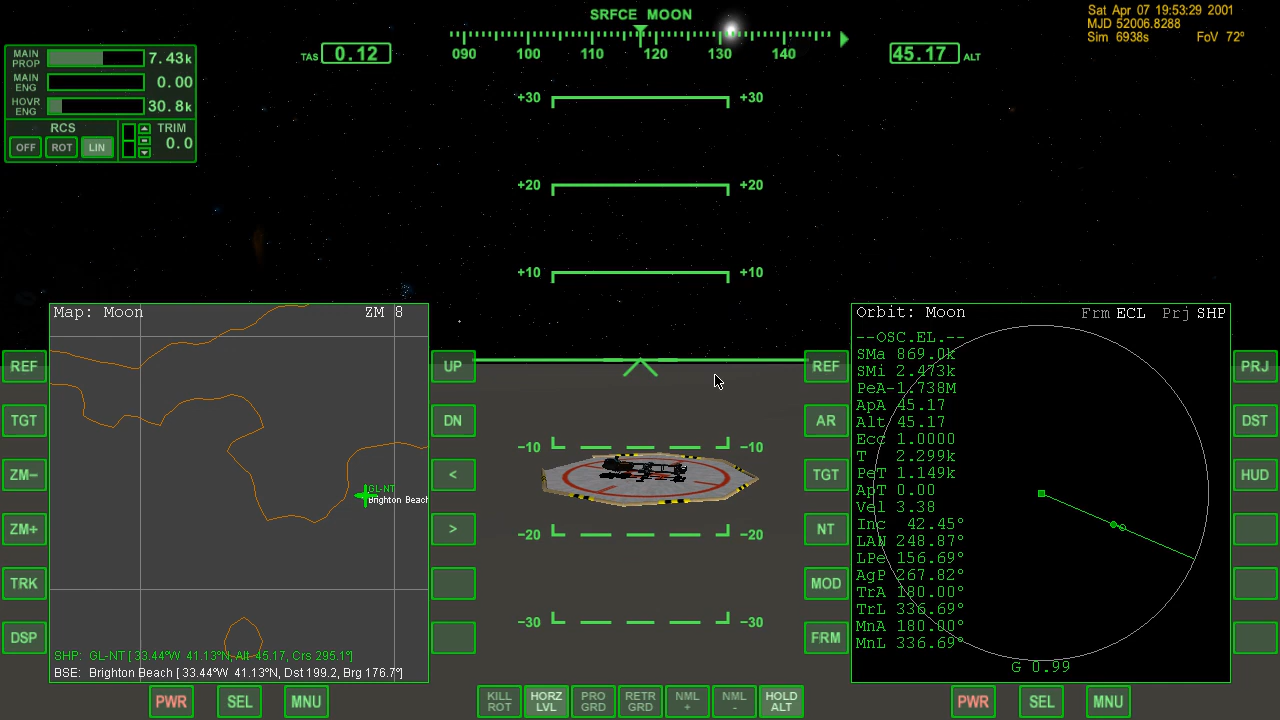 SRFCE MOON
Sat Apr 07 19:53:29 2001
MJD 52006.8288
Sim 6938s FoV 72°
090 100 110 120 130 140
TAS 0.12
45.17 ALT
MAIN PROP 7.43k
MAIN ENG 0.00
HOVR ENG 30.8k
RCS TRIM
OFF ROT LIN 0.0
+30 +30
+20 +20
+10 +10
-10 -10
-20 -20
-30 -30
Map: Moon ZM 8
REF
TGT
ZM-
ZM+
TRK
DSP
UP
DN
<
>
GL-NT
Brighton Beach
SHP: GL-NT [ 33.44°W 41.13°N, Alt 45.17, Crs 295.1°]
BSE: Brighton Beach [ 33.44°W 41.13°N, Dst 199.2, Brg 176.7°]
PWR SEL MNU
KILL ROT
HORZ LVL
PRO GRD
RETR GRD
NML +
NML -
HOLD ALT
REF
AR
TGT
NT
MOD
FRM
Orbit: Moon Frm ECL Prj SHP
--OSC.EL.--
SMa 869.0k
SMi 2.473k
PeA-1.738M
ApA 45.17
Alt 45.17
Ecc 1.0000
T 2.299k
PeT 1.149k
ApT 0.00
Vel 3.38
Inc 42.45°
LAN 248.87°
LPe 156.69°
AgP 267.82°
TrA 180.00°
TrL 336.69°
MnA 180.00°
MnL 336.69°
G 0.99
PRJ
DST
HUD
PWR SEL MNU